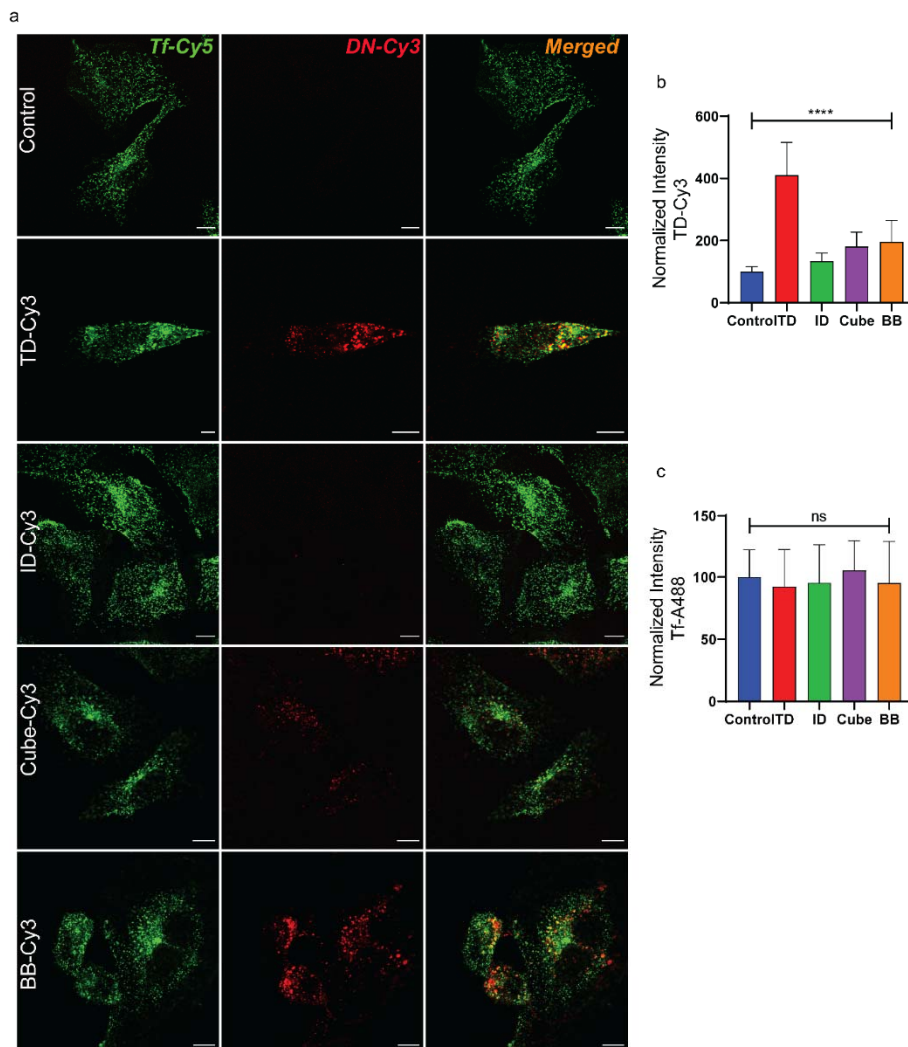 a
Tf-Cy5 DN-Cy3 Merged
Control
TD-Cy3
ID-Cy3
Cube-Cy3
BB-Cy3
b
Normalized Intensity
TD-Cy3
600
400
200
0
****
ControlTD ID Cube BB
c
Normalized Intensity
Tf-A488
150
100
50
0
ns
ControlTD ID Cube BB